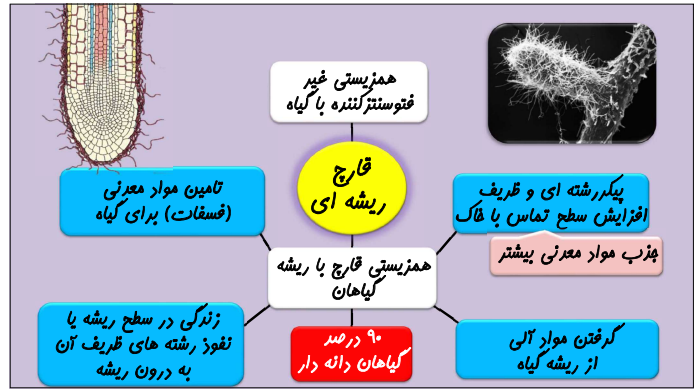 همزیستی غیر
فتوسنتزکننده با گیاه
قارچ
ریشه ای
پیکررشته ای و ظریف
افزایش سطح تماس با خاک
جذب مواد معدنی بیشتر
تامین مواد معدنی
(فسفات) برای گیاه
همزیستی قارچ با ریشه
گیاهان
گرفتن مواد آلی
از ریشه گیاه
۹۰ درصد
گیاهان دانه دار
زندگی در سطح ریشه یا
نفوذ رشته های ظریف آن
به درون ریشه